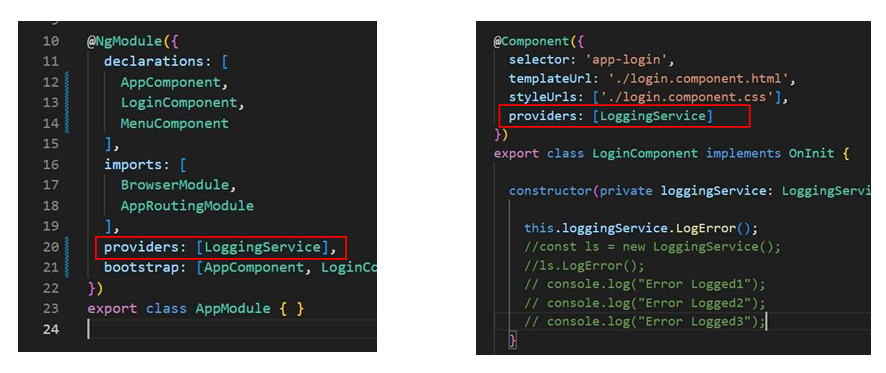 10 @NgModule({
11 declarations: [
12 AppComponent,
13 LoginComponent,
14 MenuComponent
15 ],
16 imports: [
17 BrowserModule,
18 AppRoutingModule
19 ],
20 providers: [LoggingService],
21 bootstrap: [AppComponent, LoginCo
22 })
23 export class AppModule { }
24
@Component({
selector: 'app-login',
templateUrl: './login.component.html',
styleUrls: ['./login.component.css'],
providers: [LoggingService]
})
export class LoginComponent implements OnInit {
constructor(private loggingService: LoggingServi
this.loggingService.LogError();
//const ls = new LoggingService();
//ls.LogError();
// console.log("Error Logged1");
// console.log("Error Logged2");
// console.log("Error Logged3");
}